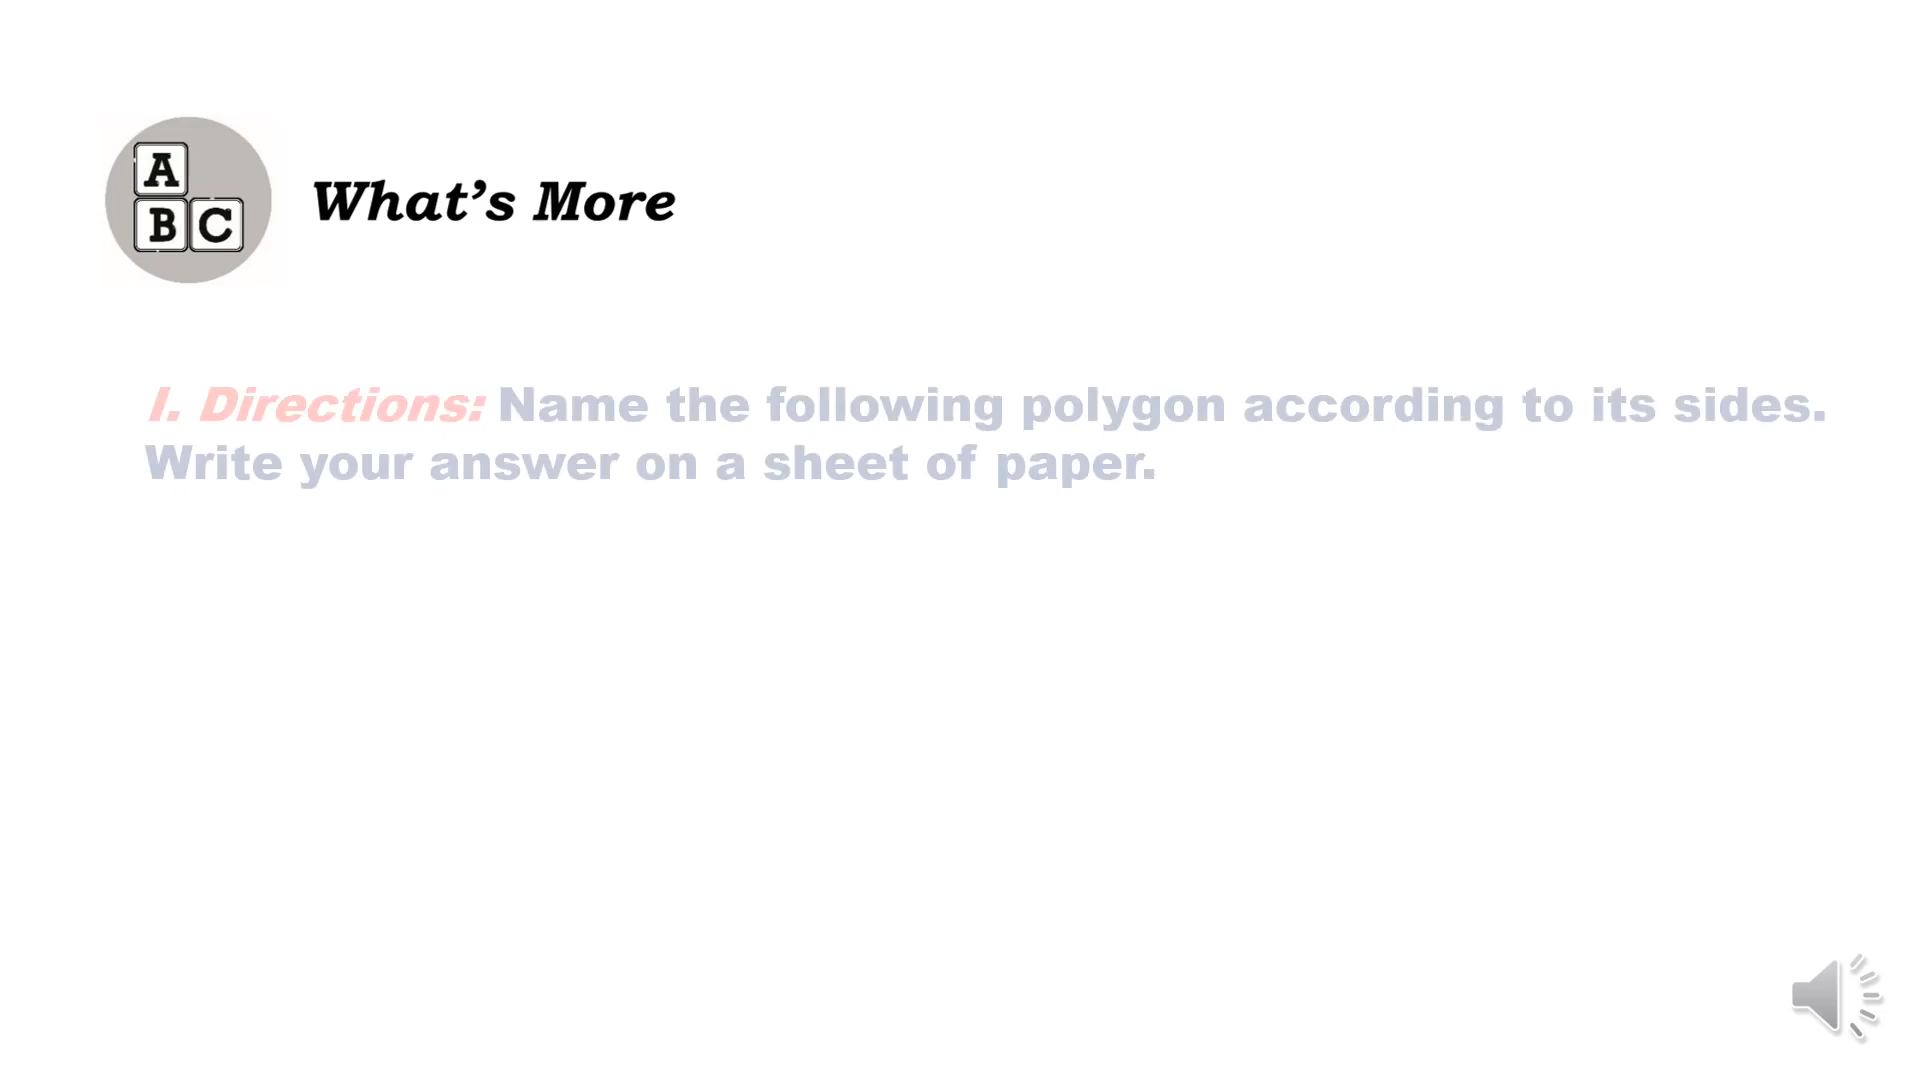 A
B C
What's More
I. Directions: Name the following polygon according to its sides.
Write your answer on a sheet of paper.